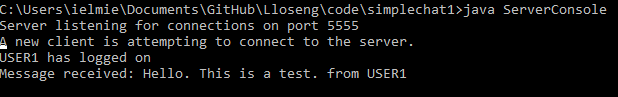 C:\Users\ielmie\Documents\GitHub\Lloseng\code\simplechat1>java ServerConsole
Server listening for connections on port 5555
A new client is attempting to connect to the server.
USER1 has logged on
Message received: Hello. This is a test. from USER1